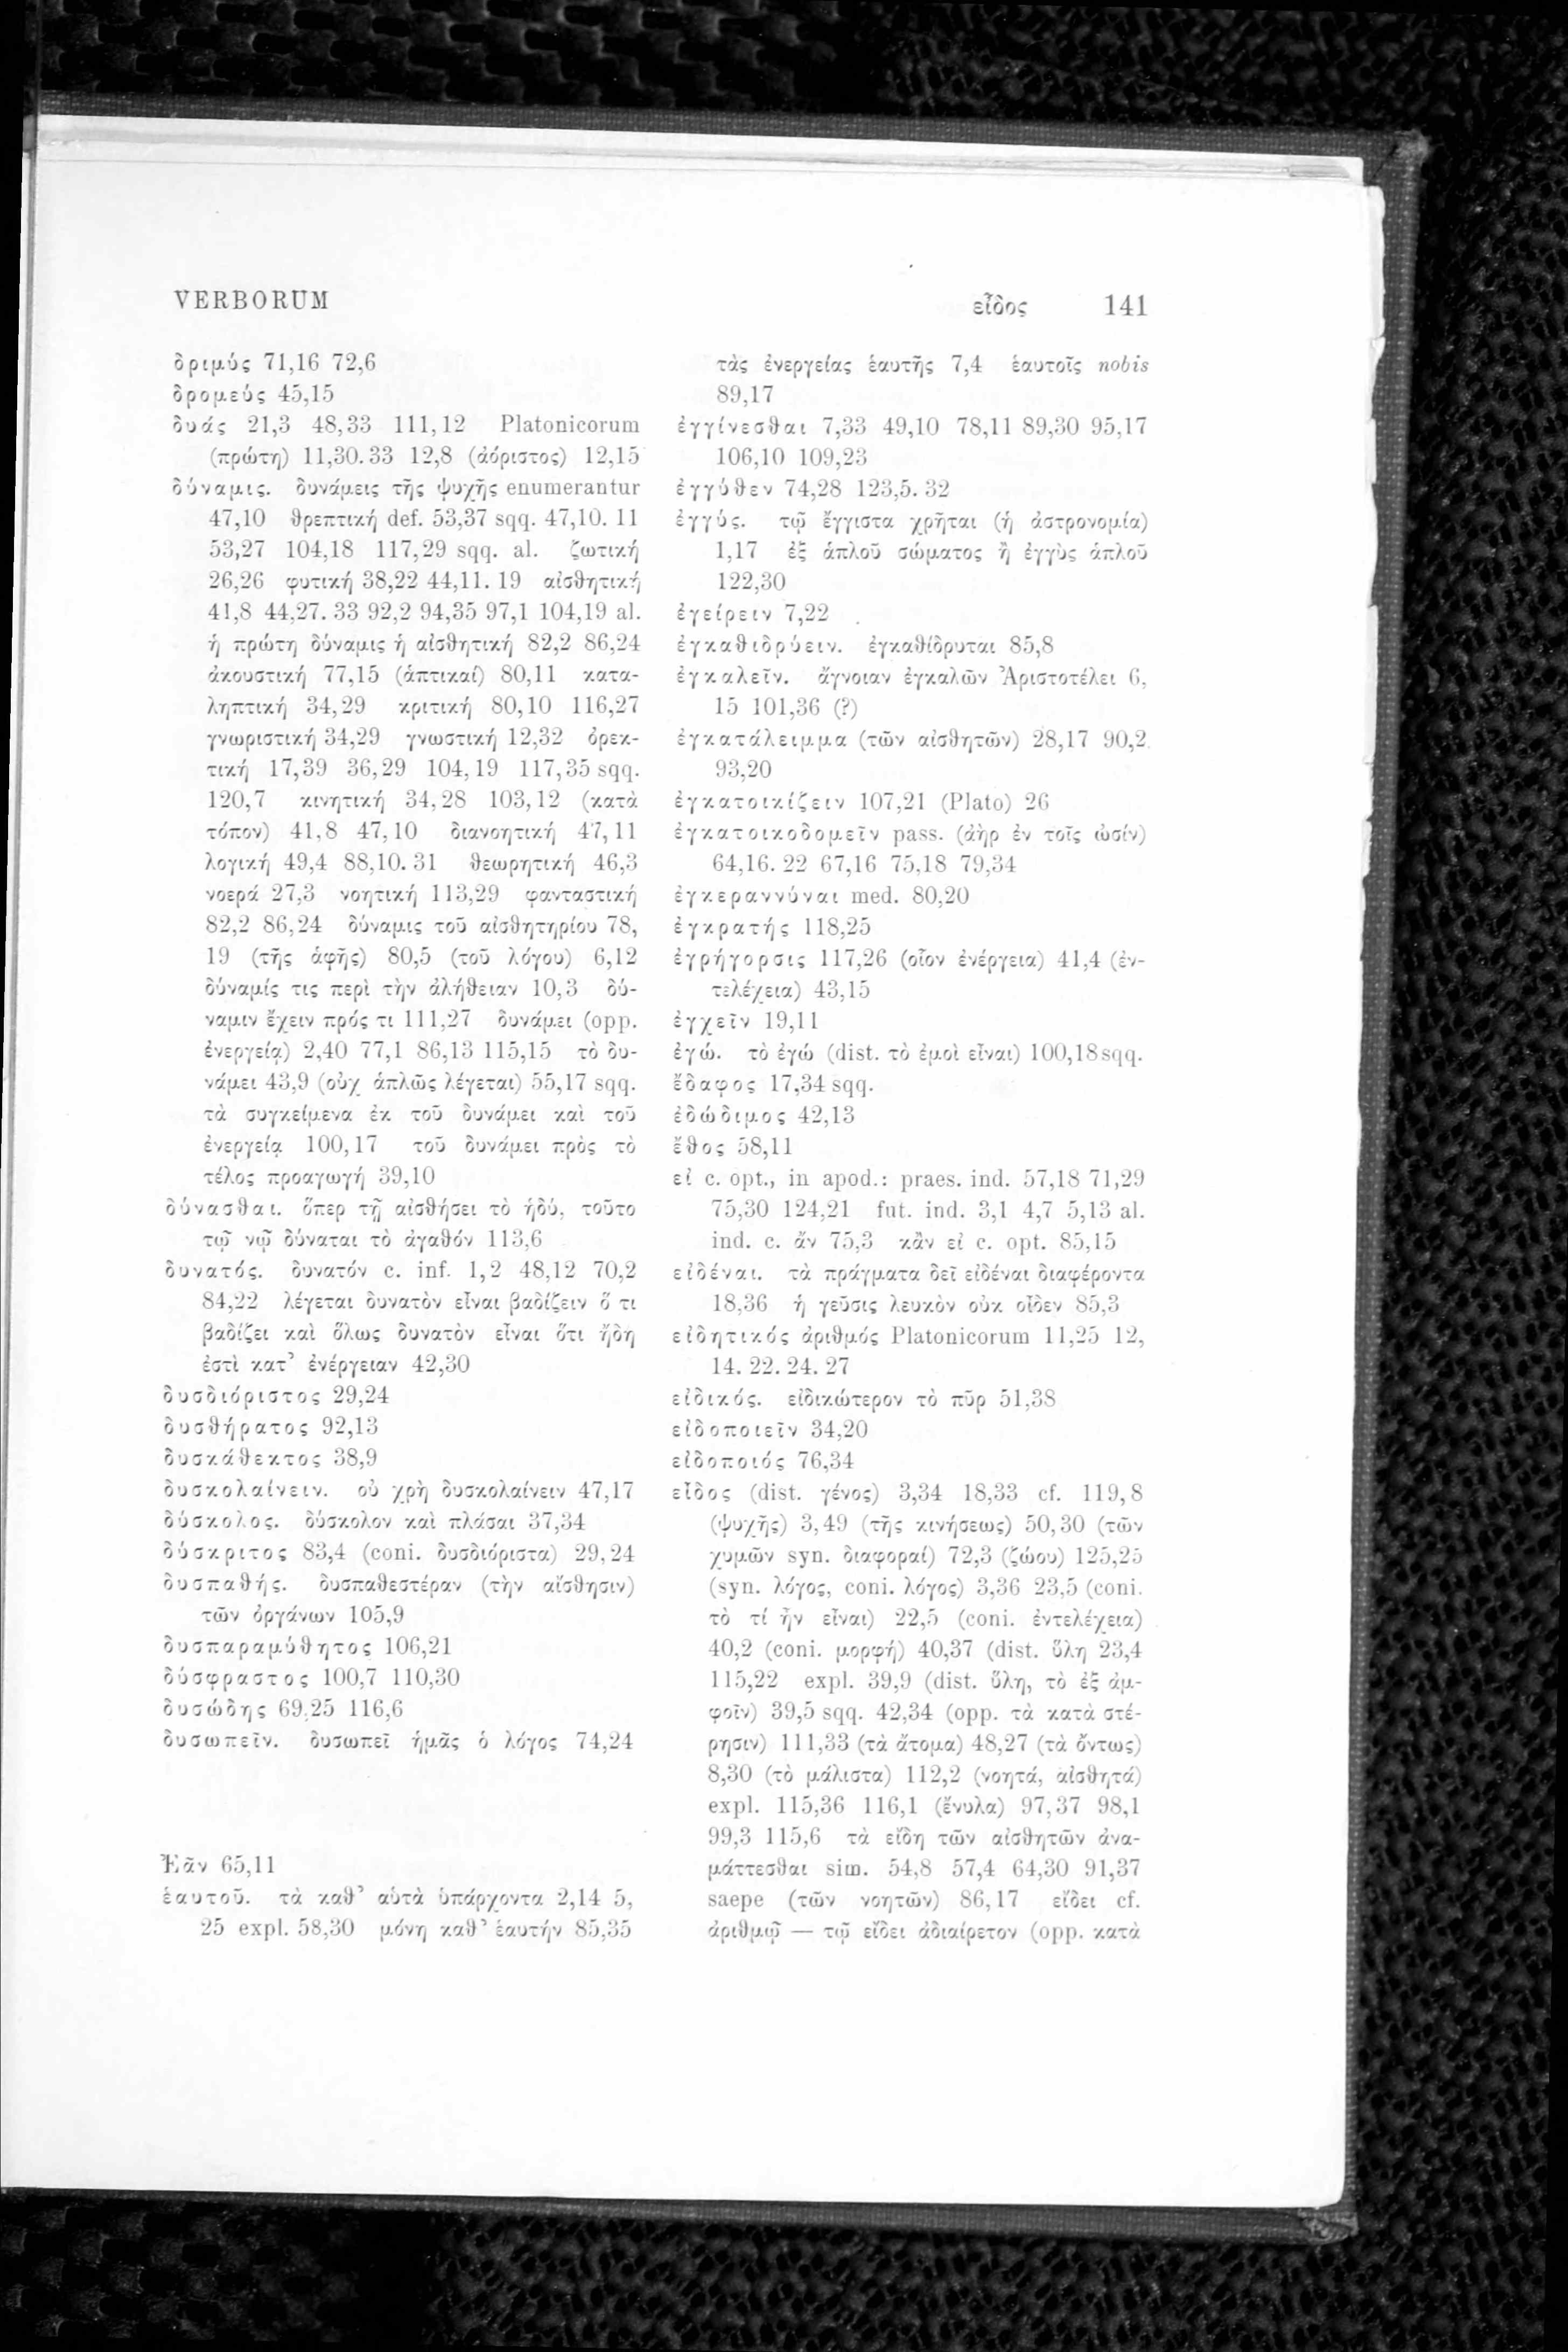 VERBORUM
εἶδος 141
δριμύς 71,16 72,6
δρομεύς 45,15
δυάς 21,3 48,33 111,12 Platonicorum
(πρώτη) 11,30. 33 12,8 (ἀόριστος) 12,15
δύναμις. δυνάμεις τῆς ψυχῆς enumerantur
47,10 θρεπτική def. 53,37 sqq. 47,10. 11
53,27 104,18 117,29 sqq. al. ζωτική
26,26 φυτική 38,22 44,11. 19 αἰσθητική
41,8 44,27. 33 92,2 94,35 97,1 104,19 al.
ἡ πρώτη δύναμις ἡ αἰσθητική 82,2 86,24
ἀκουστική 77,15 (ἁπτικαί) 80,11 κατα-
ληπτική 34,29 κριτική 80,10 116,27
γνωριστική 34,29 γνωστική 12,32 ὀρεκ-
τική 17,39 36,29 104,19 117,35 sqq.
120,7 κινητική 34,28 103,12 (κατὰ
τόπον) 41,8 47,10 διανοητική 47,11
λογική 49,4 88,10. 31 θεωρητική 46,3
νοερά 27,3 νοητική 113,29 φανταστική
82,2 86,24 δύναμις τοῦ αἰσθητηρίου 78,
19 (τῆς ἁφῆς) 80,5 (τοῦ λόγου) 6,12
δύναμίς τις περὶ τὴν ἀλήθειαν 10,3 δύ-
ναμιν ἔχειν πρός τι 111,27 δυνάμει (opp.
ἐνεργείᾳ) 2,40 77,1 86,13 115,15 τὸ δυ-
νάμει 43,9 (οὐχ ἁπλῶς λέγεται) 55,17 sqq.
τὰ συγκείμενα ἐκ τοῦ δυνάμει καὶ τοῦ
ἐνεργείᾳ 100,17 τοῦ δυνάμει πρὸς τὸ
τέλος προαγωγή 39,10
δύνασθαι. ὅπερ τῇ αἰσθήσει τὸ ἡδύ, τοῦτο
τῷ νῷ δύναται τὸ ἀγαθόν 113,6
δυνατός. δυνατόν c. inf. 1,2 48,12 70,2
84,22 λέγεται δυνατὸν εἶναι βαδίζειν ὅ τι
βαδίζει καὶ ὅλως δυνατὸν εἶναι ὅτι ἤδη
ἐστὶ κατ’ ἐνέργειαν 42,30
δυσδιόριστος 29,24
δυσθήρατος 92,13
δυσκάθεκτος 38,9
δυσκολαίνειν. οὐ χρὴ δυσκολαίνειν 47,17
δύσκολος. δύσκολον καὶ πλάσαι 37,34
δύσκριτος 83,4 (coni. δυσδιόριστα) 29,24
δυσπαθής. δυσπαθεστέραν (τὴν αἴσθησιν)
τῶν ὀργάνων 105,9
δυσπαραμύθητος 106,21
δύσφραστος 100,7 110,30
δυσώδης 69,25 116,6
δυσωπεῖν. δυσωπεῖ ἡμᾶς ὁ λόγος 74,24
Ἐᾶν 65,11
ἑαυτοῦ. τὰ καθ’ αὑτὰ ὑπάρχοντα 2,14 5,
25 expl. 58,30 μόνη καθ’ ἑαυτήν 85,35
τὰς ἐνεργείας ἑαυτῆς 7,4 ἑαυτοῖς nobis
89,17
ἐγγίνεσθαι 7,33 49,10 78,11 89,30 95,17
106,10 109,23
ἐγγύθεν 74,28 123,5. 32
ἐγγύς. τῷ ἔγγιστα χρῆται (ἡ ἀστρονομία)
1,17 ἐξ ἁπλοῦ σώματος ἢ ἐγγὺς ἁπλοῦ
122,30
ἐγείρειν 7,22
ἐγκαθιδρύειν. ἐγκαθίδρυται 85,8
ἐγκαλεῖν. ἄγνοιαν ἐγκαλῶν Ἀριστοτέλει 6,
15 101,36 (?)
ἐγκατάλειμμα (τῶν αἰσθητῶν) 28,17 90,2
93,20
ἐγκατοικίζειν 107,21 (Plato) 26
ἐγκατοικοδομεῖν pass. (ἀὴρ ἐν τοῖς ὠσίν)
64,16. 22 67,16 75,18 79,34
ἐγκεραννύναι med. 80,20
ἐγκρατής 118,25
ἐγρήγορσις 117,26 (οἷον ἐνέργεια) 41,4 (ἐν-
τελέχεια) 43,15
ἐγχεῖν 19,11
ἐγώ. τὸ ἐγώ (dist. τὸ ἐμοὶ εἶναι) 100,18 sqq.
ἔδαφος 17,34 sqq.
ἐδώδιμος 42,13
ἔθος 58,11
εἰ c. opt., in apod.: praes. ind. 57,18 71,29
75,30 124,21 fut. ind. 3,1 4,7 5,13 al.
ind. c. ἄν 75,3 κἂν εἰ c. opt. 85,15
εἰδέναι. τὰ πράγματα δεῖ εἰδέναι διαφέροντα
18,36 ἡ γεῦσις λευκὸν οὐκ οἶδεν 85,3
εἰδητικός ἀριθμός Platonicorum 11,25 12,
14. 22. 24. 27
εἰδικός. εἰδικώτερον τὸ πῦρ 51,38
εἰδοποιεῖν 34,20
εἰδοποιός 76,34
εἶδος (dist. γένος) 3,34 18,33 cf. 119,8
(ψυχῆς) 3,49 (τῆς κινήσεως) 50,30 (τῶν
χυμῶν syn. διαφοραί) 72,3 (ζώου) 125,25
(syn. λόγος, coni. λόγος) 3,36 23,5 (coni.
τὸ τί ἦν εἶναι) 22,5 (coni. ἐντελέχεια)
40,2 (coni. μορφή) 40,37 (dist. ὕλη 23,4
115,22 expl. 39,9 (dist. ὕλη, τὸ ἐξ ἀμ-
φοῖν) 39,5 sqq. 42,34 (opp. τὰ κατὰ στέ-
ρησιν) 111,33 (τὰ ἄτομα) 48,27 (τὰ ὄντως)
8,30 (τὸ μάλιστα) 112,2 (νοητά, αἰσθητά)
expl. 115,36 116,1 (ἔνυλα) 97,37 98,1
99,3 115,6 τὰ εἴδη τῶν αἰσθητῶν ἀνα-
μάττεσθαι sim. 54,8 57,4 64,30 91,37
saepe (τῶν νοητῶν) 86,17 εἴδει cf.
ἀριθμῷ — τῷ εἴδει ἀδιαίρετον (opp. κατὰ